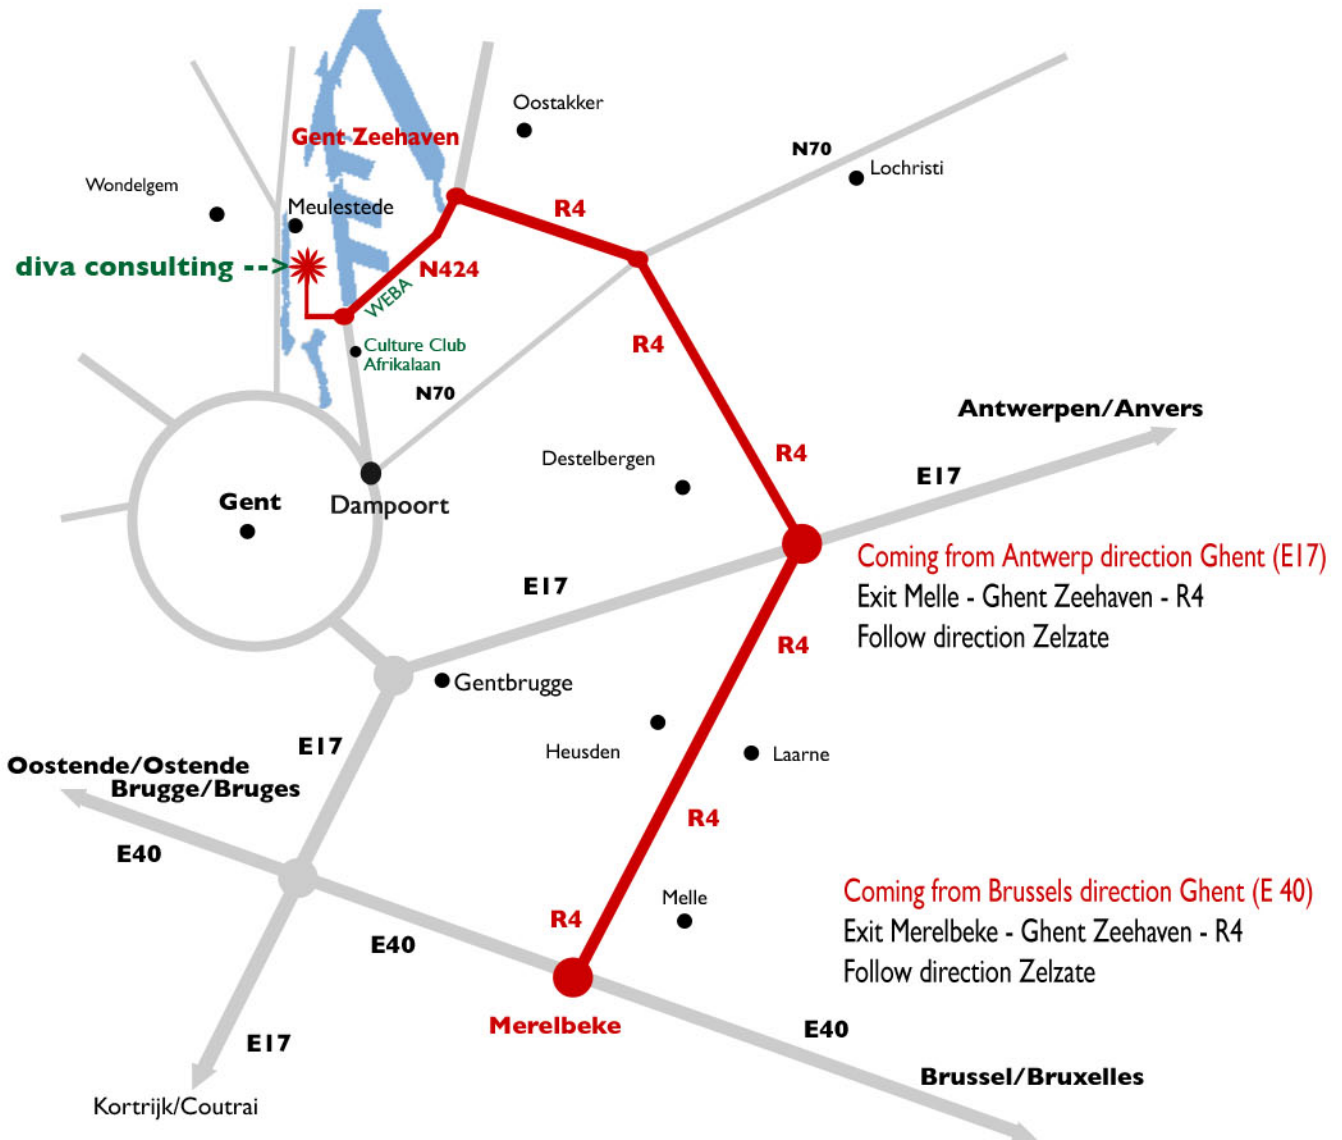 Oostakker
Gent Zeehaven
N70
Lochristi
Wondelgem
Meulestede
R4
diva consulting -->
N424
WEBA
R4
Culture Club
Afrikalaan
N70
Antwerpen/Anvers
R4
Destelbergen
E17
Gent
Dampoort
Coming from Antwerp direction Ghent (E17)
Exit Melle - Ghent Zeehaven - R4
Follow direction Zelzate
E17
R4
Gentbrugge
E17
Heusden
Laarne
Oostende/Ostende
Brugge/Bruges
R4
E40
Melle
Coming from Brussels direction Ghent (E 40)
Exit Merelbeke - Ghent Zeehaven - R4
Follow direction Zelzate
R4
E40
Merelbeke
E40
E17
Brussel/Bruxelles
Kortrijk/Coutrai